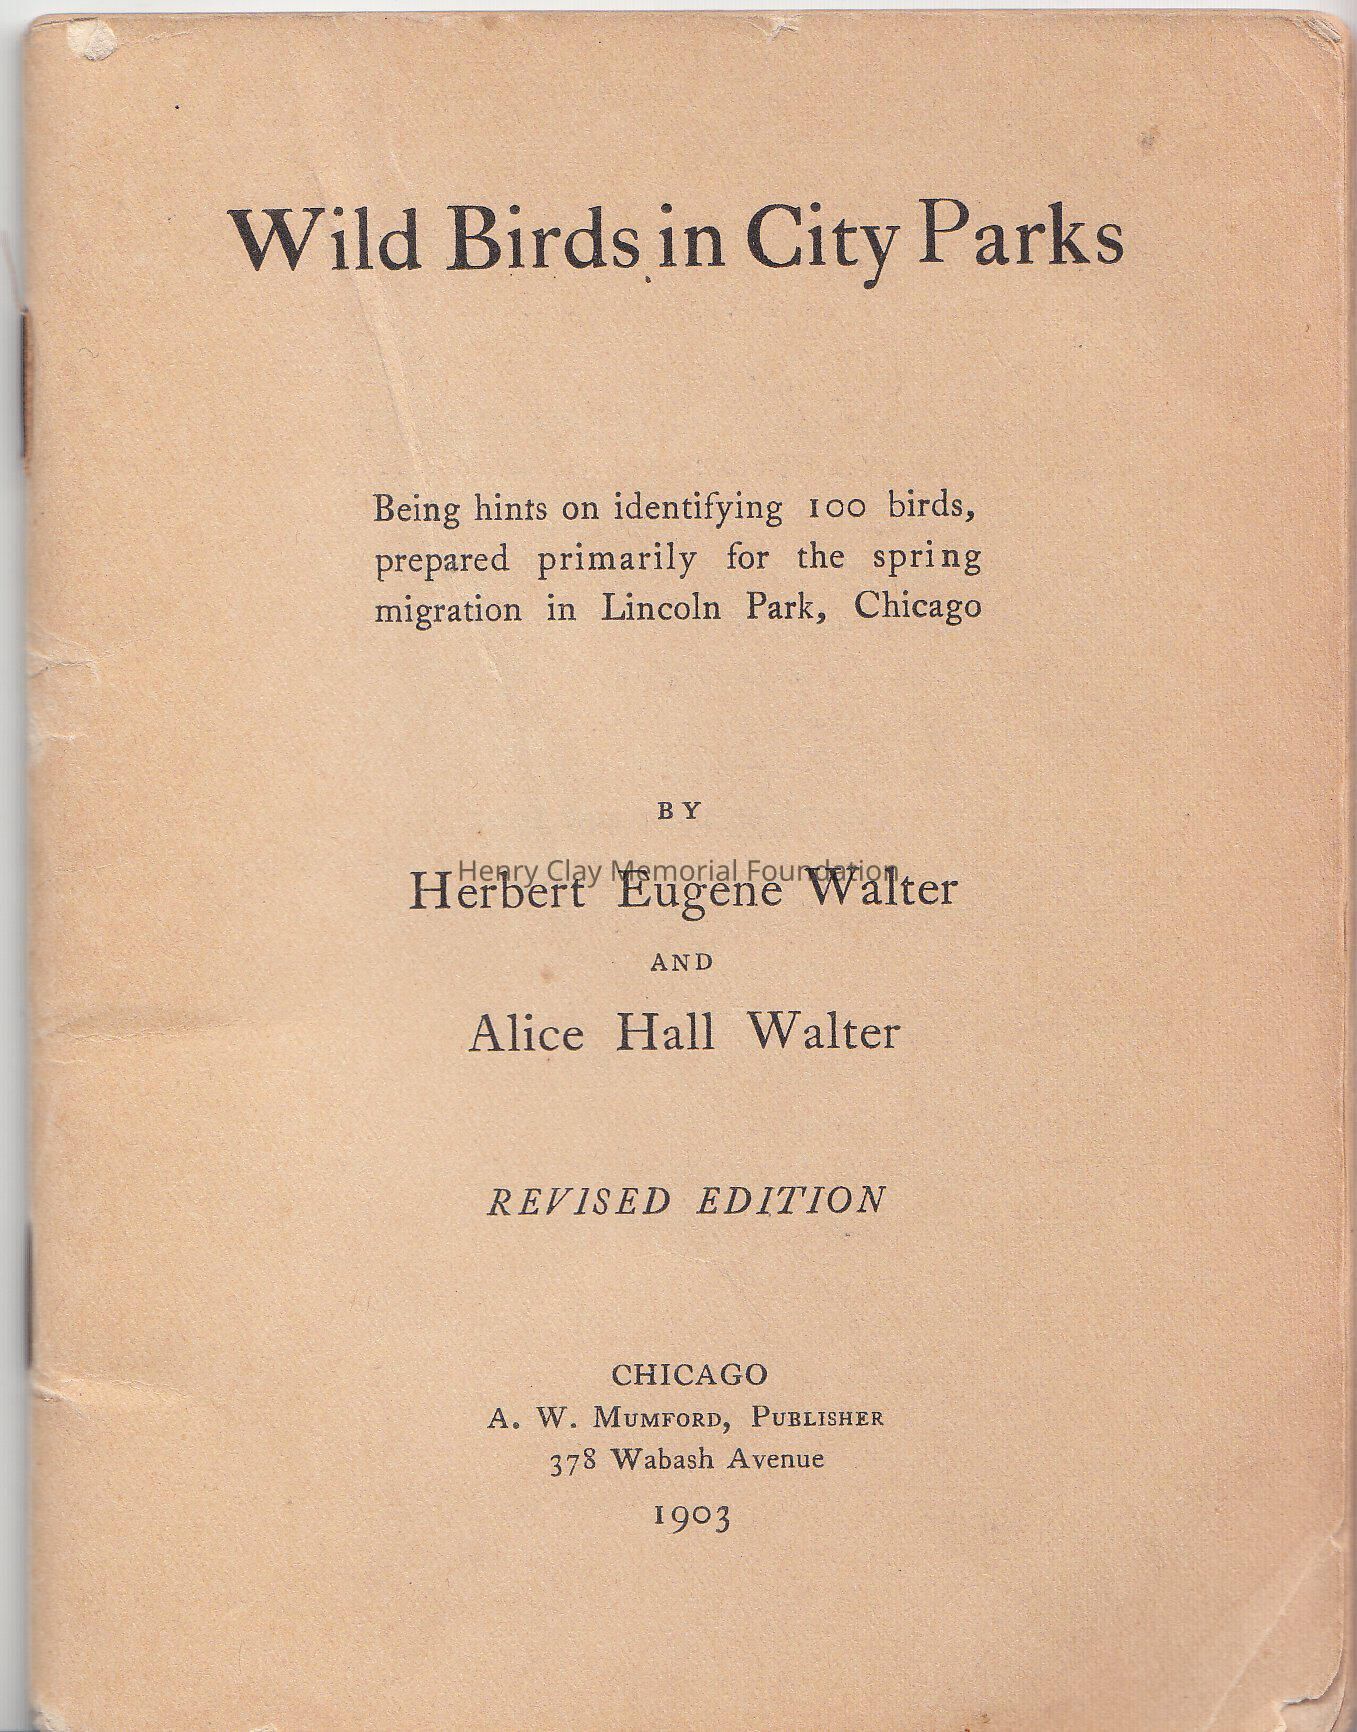 Wild Birds in City Parks
Being hints on identifying 100 birds,
prepared primarily for the spring
migration in Lincoln Park, Chicago
BY
Henry Clay Memorial Foundation
Herbert Eugene Walter
AND
Alice Hall Walter
REVISED EDITION
CHICAGO
A. W. MUMFORD, PUBLISHER
378 Wabash Avenue
1903